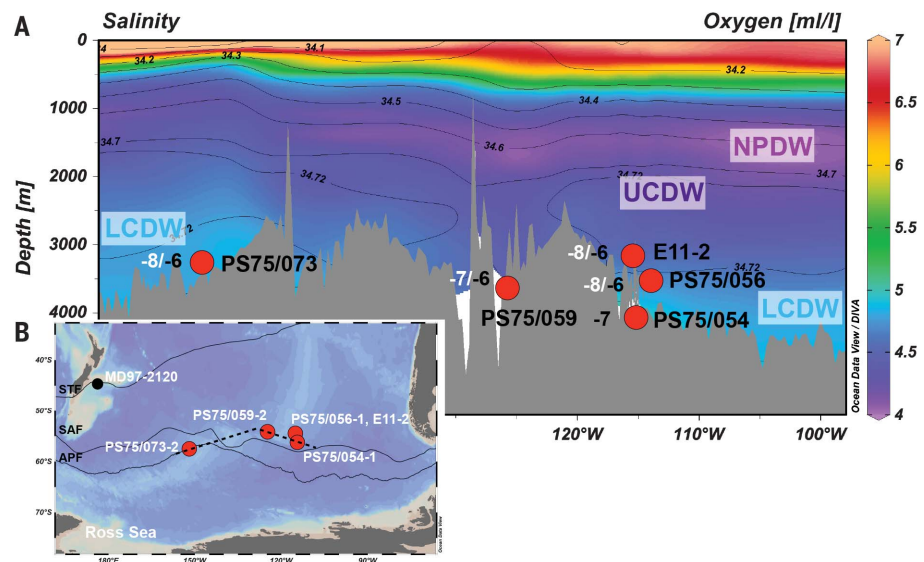 A
Salinity
Oxygen [ml/l]
0
1000
2000
3000
4000
Depth [m]
34.1
34.2
34.3
34.2
34.5
34.4
34.6
34.7
34.7
34.72
34.72
34.72
34.72
NPDW
UCDW
LCDW
LCDW
-8/-6
PS75/073
-7/-6
PS75/059
-8/-6
E11-2
-8/-6
PS75/056
-7
PS75/054
120°W
110°W
100°W
Ocean Data View / DIVA
7
6.5
6
5.5
5
4.5
4
B
40°S
50°S
60°S
70°S
STF
SAF
APF
MD97-2120
PS75/059-2
PS75/056-1, E11-2
PS75/073-2
PS75/054-1
Ross Sea
180°E
150°W
120°W
90°W
Ocean Data View